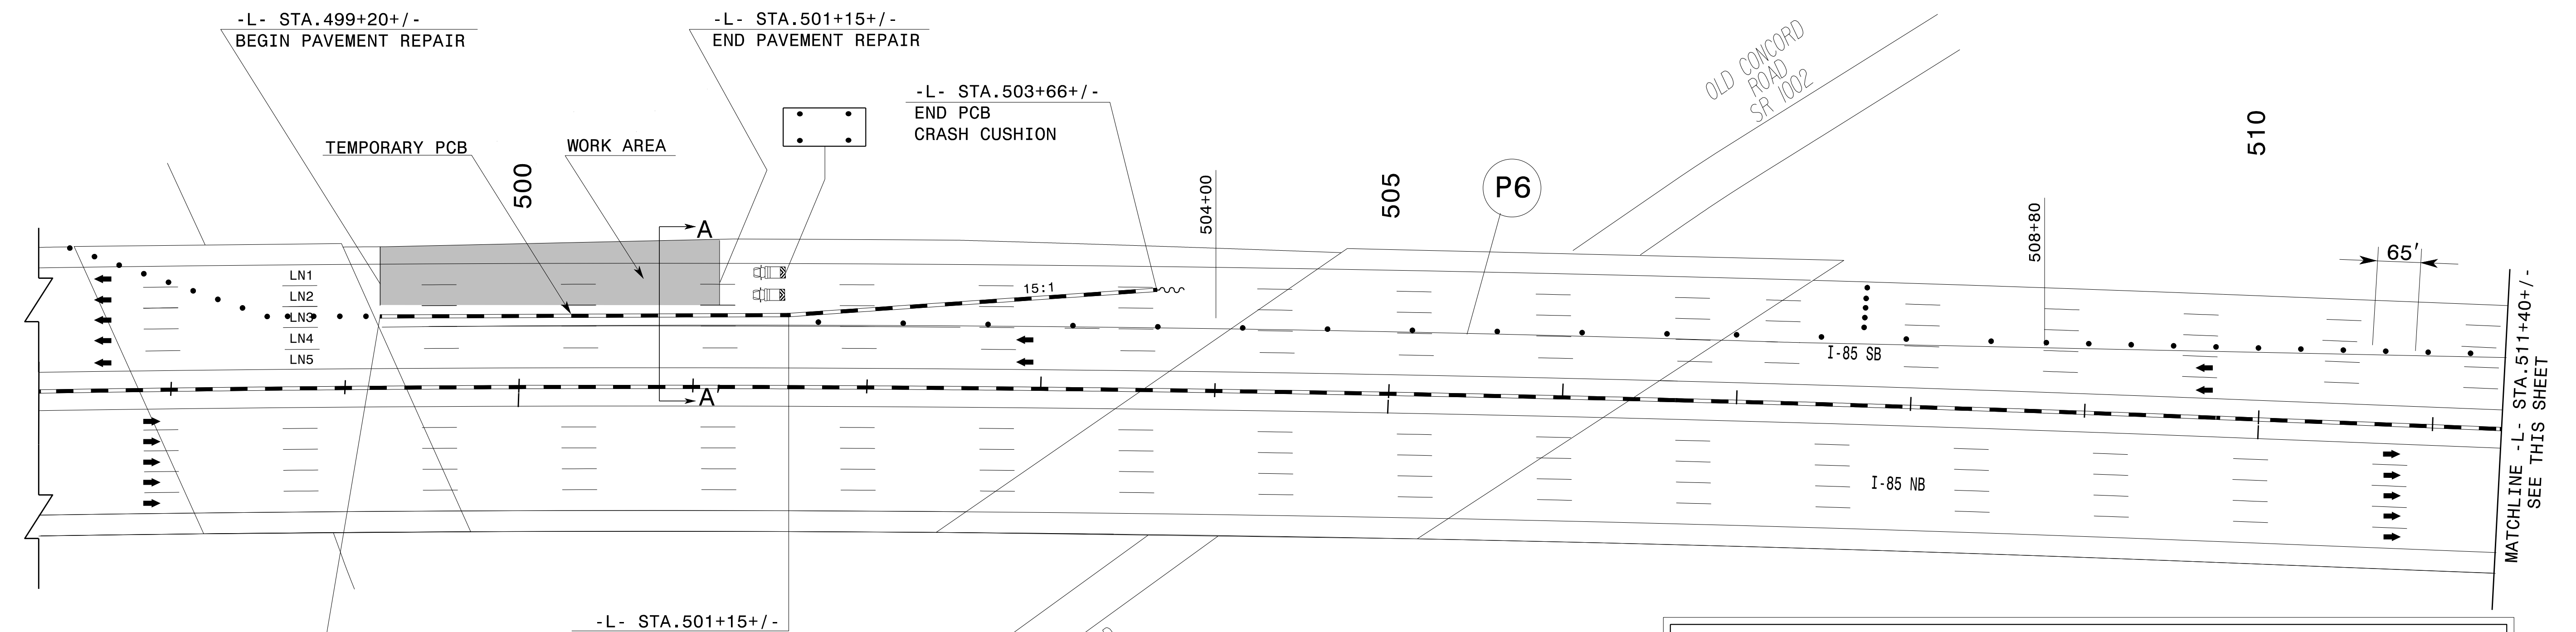 -L- STA.499+20+/-
BEGIN PAVEMENT REPAIR
-L- STA.501+15+/-
END PAVEMENT REPAIR
-L- STA.503+66+/-
END PCB
CRASH CUSHION
OLD CONCORD
ROAD
SR 1002
TEMPORARY PCB
WORK AREA
500
504+00
505
P6
508+80
510
65'
A
LN1
LN2
LN3
LN4
LN5
15:1
I-85 SB
A
I-85 NB
MATCHLINE -L- STA.511+40+/-
SEE THIS SHEET
-L- STA.501+15+/-